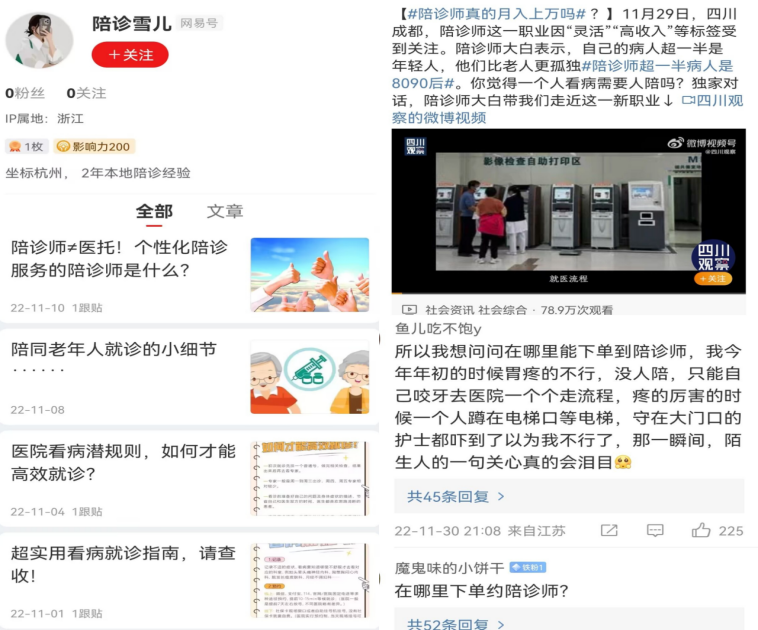 陪诊雪儿 网易号
+ 关注
0粉丝 0关注
IP属地： 浙江
1枚 影响力200
坐标杭州， 2年本地陪诊经验
全部 文章
陪诊师≠医托！个性化陪诊
服务的陪诊师是什么？
22-11-10 1跟贴
陪同老年人就诊的小细节
······
22-11-08
医院看病潜规则，如何才能
高效就诊？
22-11-04 1跟贴
超实用看病就诊指南，请查
收！
22-11-01 1跟贴
【#陪诊师真的月入上万吗#？】11月29日，四川
成都，陪诊师这一职业因“灵活”“高收入”等标签受
到关注。陪诊师大白表示，自己的病人超一半是
年轻人，他们比老人更孤独#陪诊师超一半病人是
8090后#。你觉得一个人看病需要人陪吗？独家对
话，陪诊师大白带我们走近这一新职业↓ 四川观
察的微博视频
四川
观察
微博视频号
@四川观察
影像检查自助打印区
四川
观察
+关注
就医流程
社会资讯 社会综合 · 78.9万次观看
鱼儿吃不饱y
所以我想问问在哪里能下单到陪诊师，我今
年年初的时候胃疼的不行，没人陪，只能自
己咬牙去医院一个个走流程，疼的厉害的时
候一个人蹲在电梯口等电梯，守在大门口的
护士都吓到了以为我不行了，那一瞬间，陌
生人的一句关心真的会泪目
共45条回复 >
22-11-30 21:08 来自江苏 225
魔鬼味的小饼干 铁粉1
在哪里下单约陪诊师？
共52条回复 >